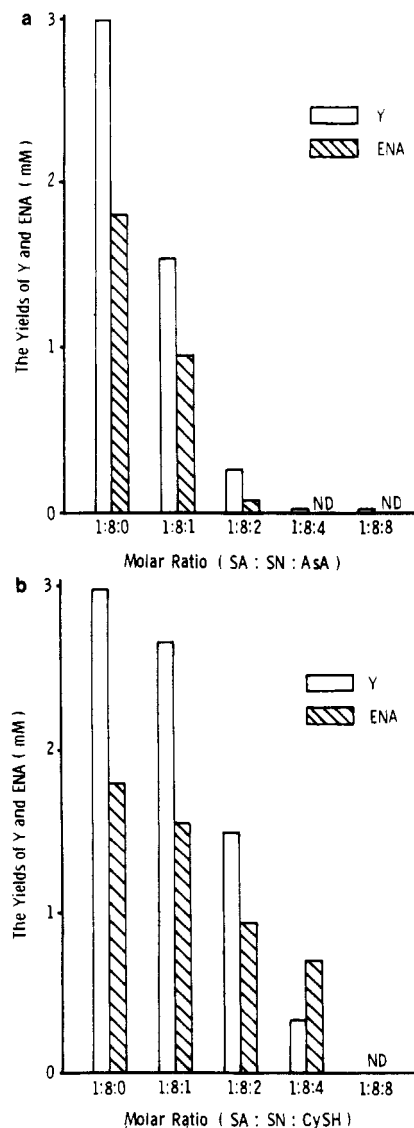 a
3
Y
ENA
2
The Yields of Y and ENA ( mM )
1
ND
ND
0
1:8:0 1:8:1 1:8:2 1:8:4 1:8:8
Molar Ratio ( SA : SN : AsA )
b
3
Y
ENA
2
The Yields of Y and ENA ( mM )
1
ND
0
1:8:0 1:8:1 1:8:2 1:8:4 1:8:8
Molar Ratio ( SA : SN : CySH )